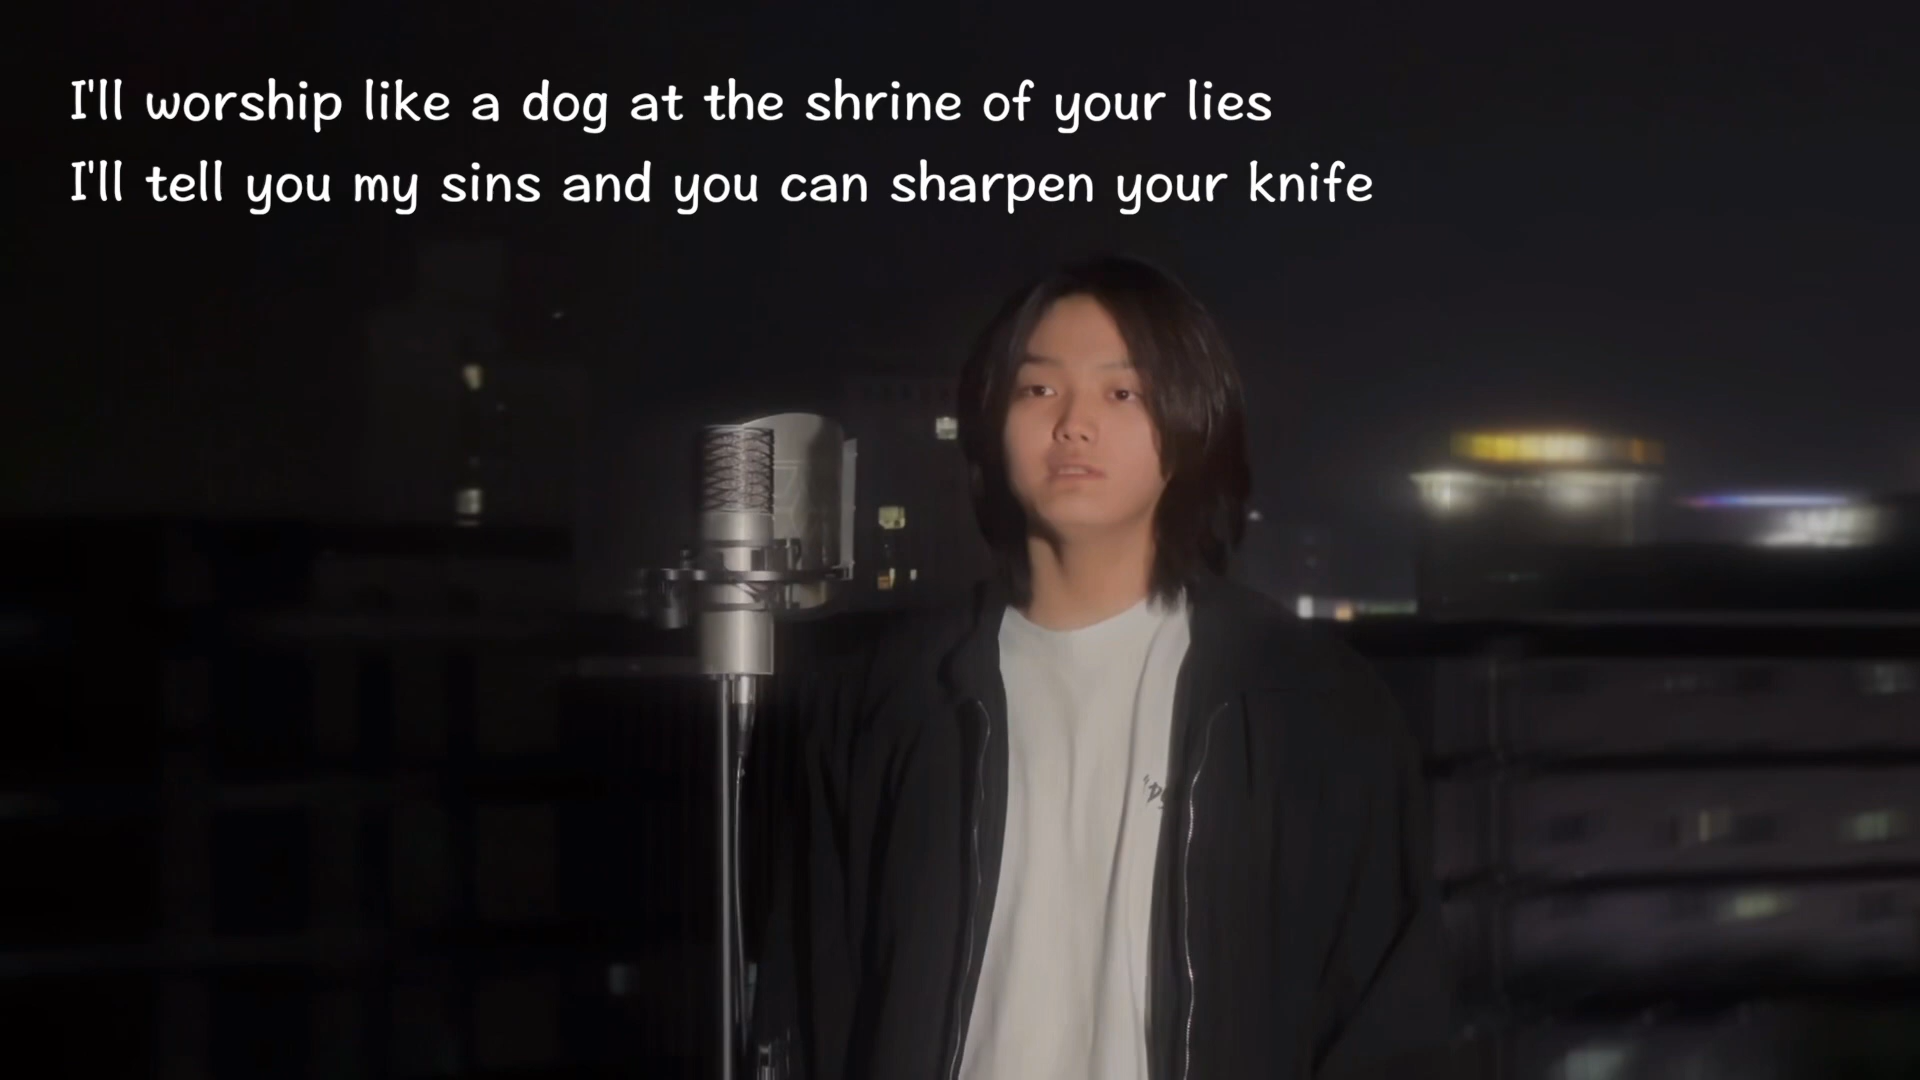 I'll worship like a dog at the shrine of your lies
I'll tell you my sins and you can sharpen your knife